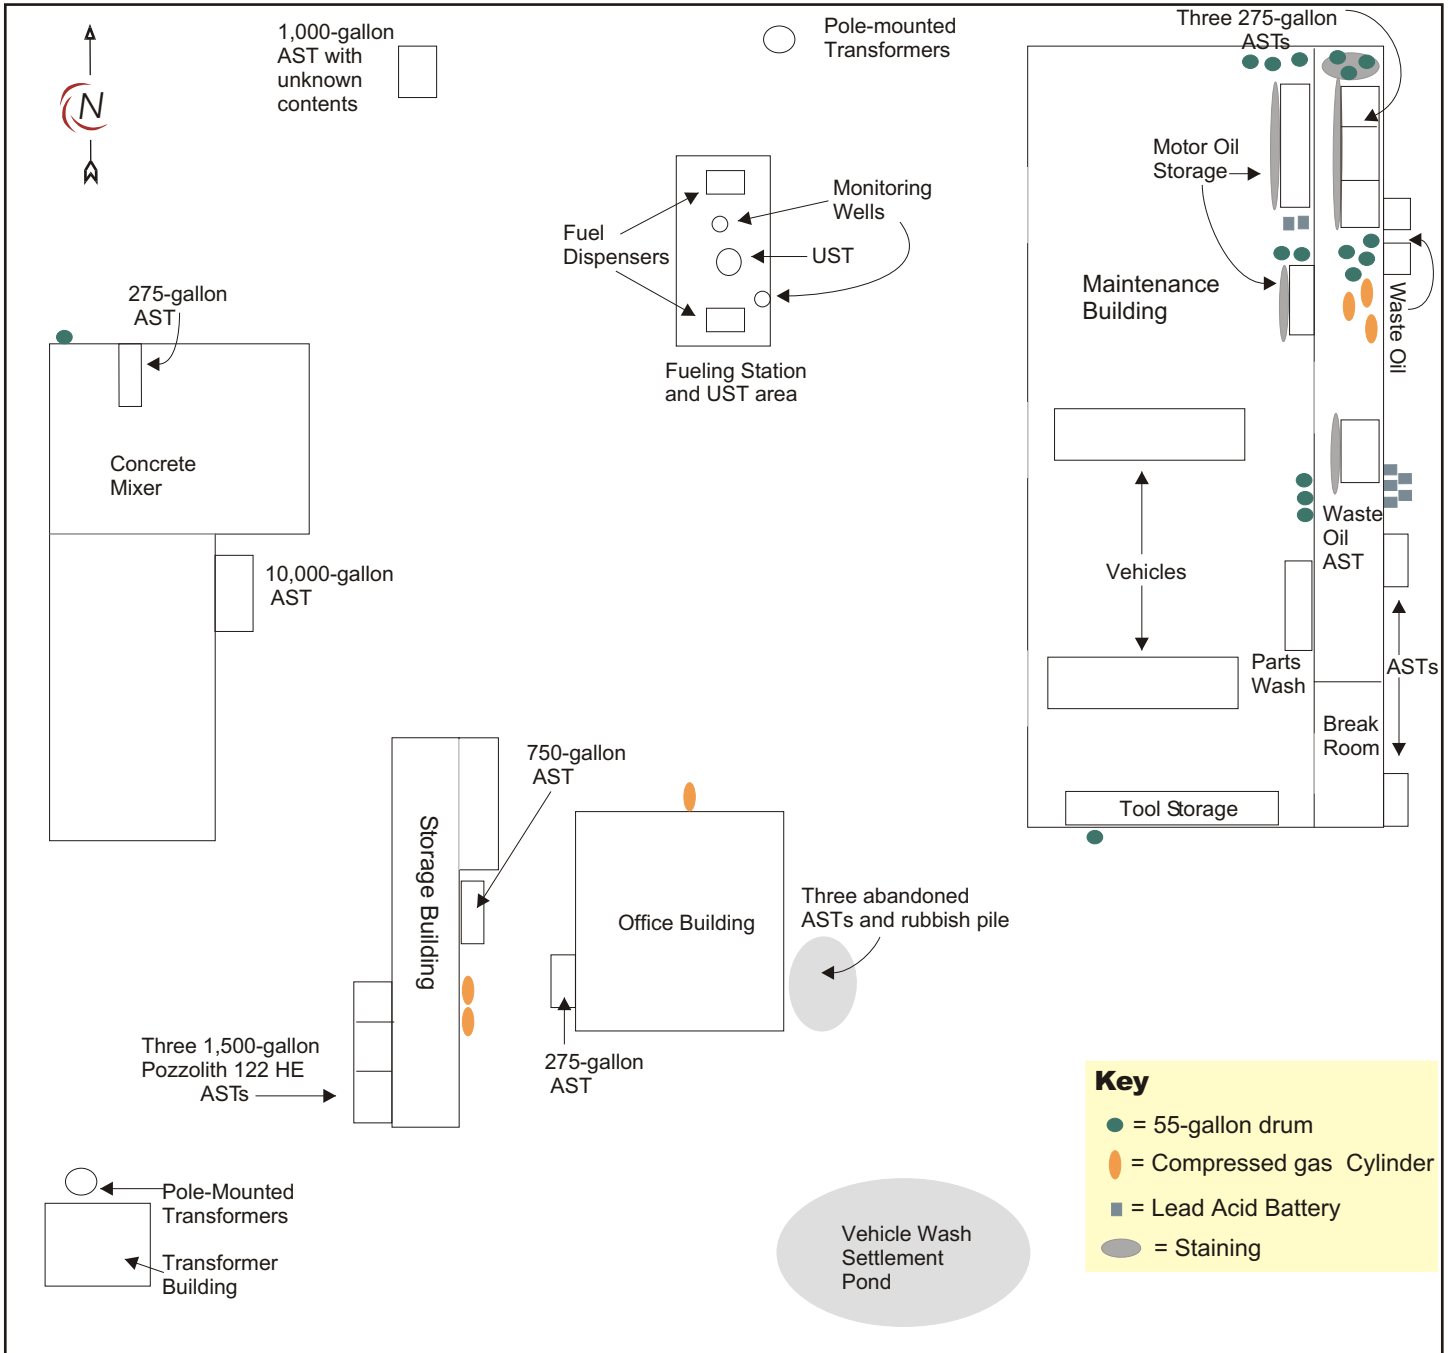 1,000-gallon
AST with
unknown
contents
Pole-mounted
Transformers
Three 275-gallon
ASTs
N
Motor Oil
Storage
Monitoring
Wells
Fuel
Dispensers
UST
275-gallon
AST
Maintenance
Building
Waste Oil
Fueling Station
and UST area
Concrete
Mixer
Waste
Oil
AST
10,000-gallon
AST
Vehicles
Parts
Wash
ASTs
Break
Room
750-gallon
AST
Tool Storage
Storage Building
Three abandoned
ASTs and rubbish pile
Office Building
Three 1,500-gallon
Pozzolith 122 HE
ASTs
275-gallon
AST
Key
= 55-gallon drum
= Compressed gas Cylinder
= Lead Acid Battery
= Staining
Pole-Mounted
Transformers
Transformer
Building
Vehicle Wash
Settlement
Pond